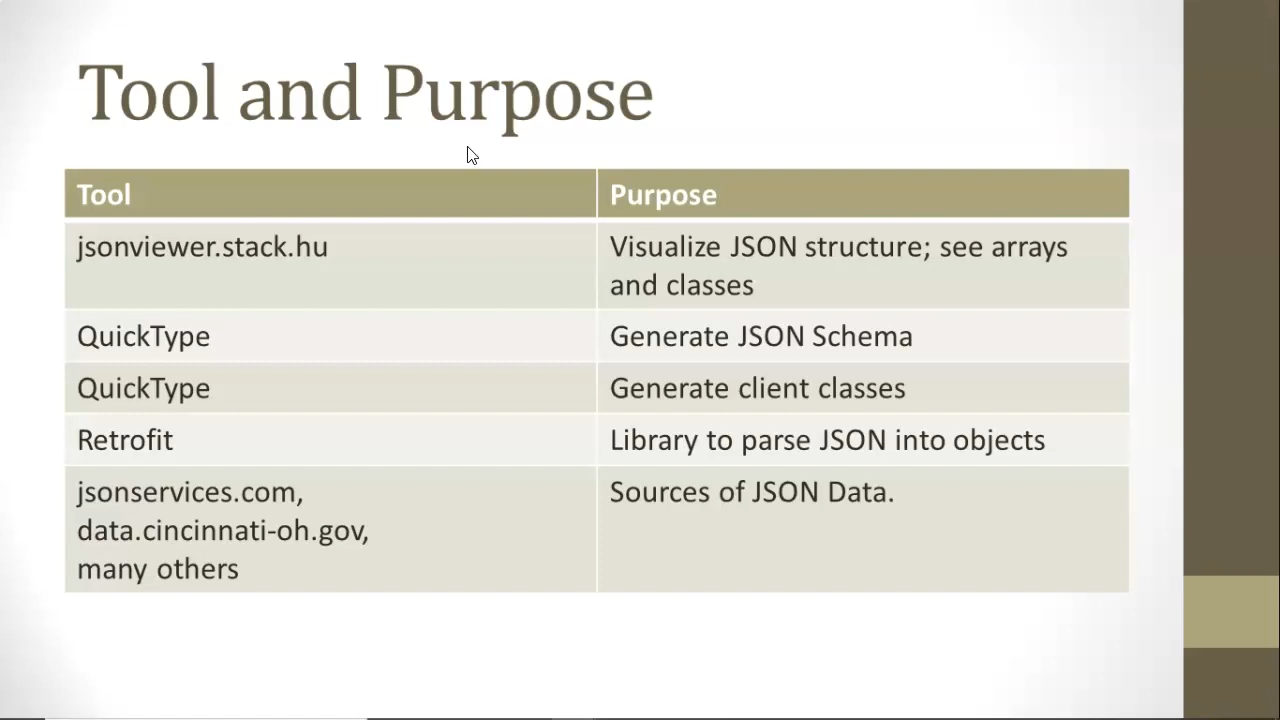 Tool and Purpose
Tool
Purpose
jsonviewer.stack.hu
Visualize JSON structure; see arrays
and classes
QuickType
Generate JSON Schema
QuickType
Generate client classes
Retrofit
Library to parse JSON into objects
jsonservices.com,
data.cincinnati-oh.gov,
many others
Sources of JSON Data.